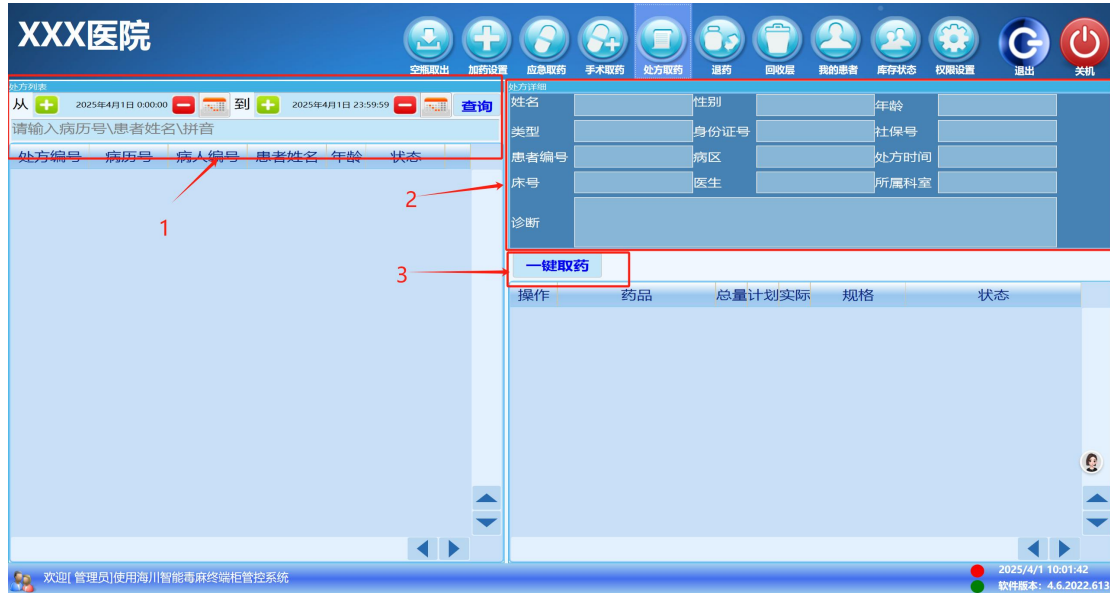 XXX医院
空瓶取出 加药设置 应急取药 手术取药 处方取药 退药 回收层 我的患者 库存状态 权限设置 退出 关机
处方列表
从 2025年4月1日 0:00:00 到 2025年4月1日 23:59:59 查询
请输入病历号\患者姓名\拼音
处方编号 病历号 病人编号 患者姓名 年龄 状态
1
处方详细
姓名 性别 年龄
类型 身份证号 社保号
患者编号 病区 处方时间
床号 医生 所属科室
诊断
2
3
一键取药
操作 药品 总量 计划 实际 规格 状态
欢迎[ 管理员]使用海川智能毒麻终端柜管控系统
2025/4/1 10:01:42
软件版本: 4.6.2022.613